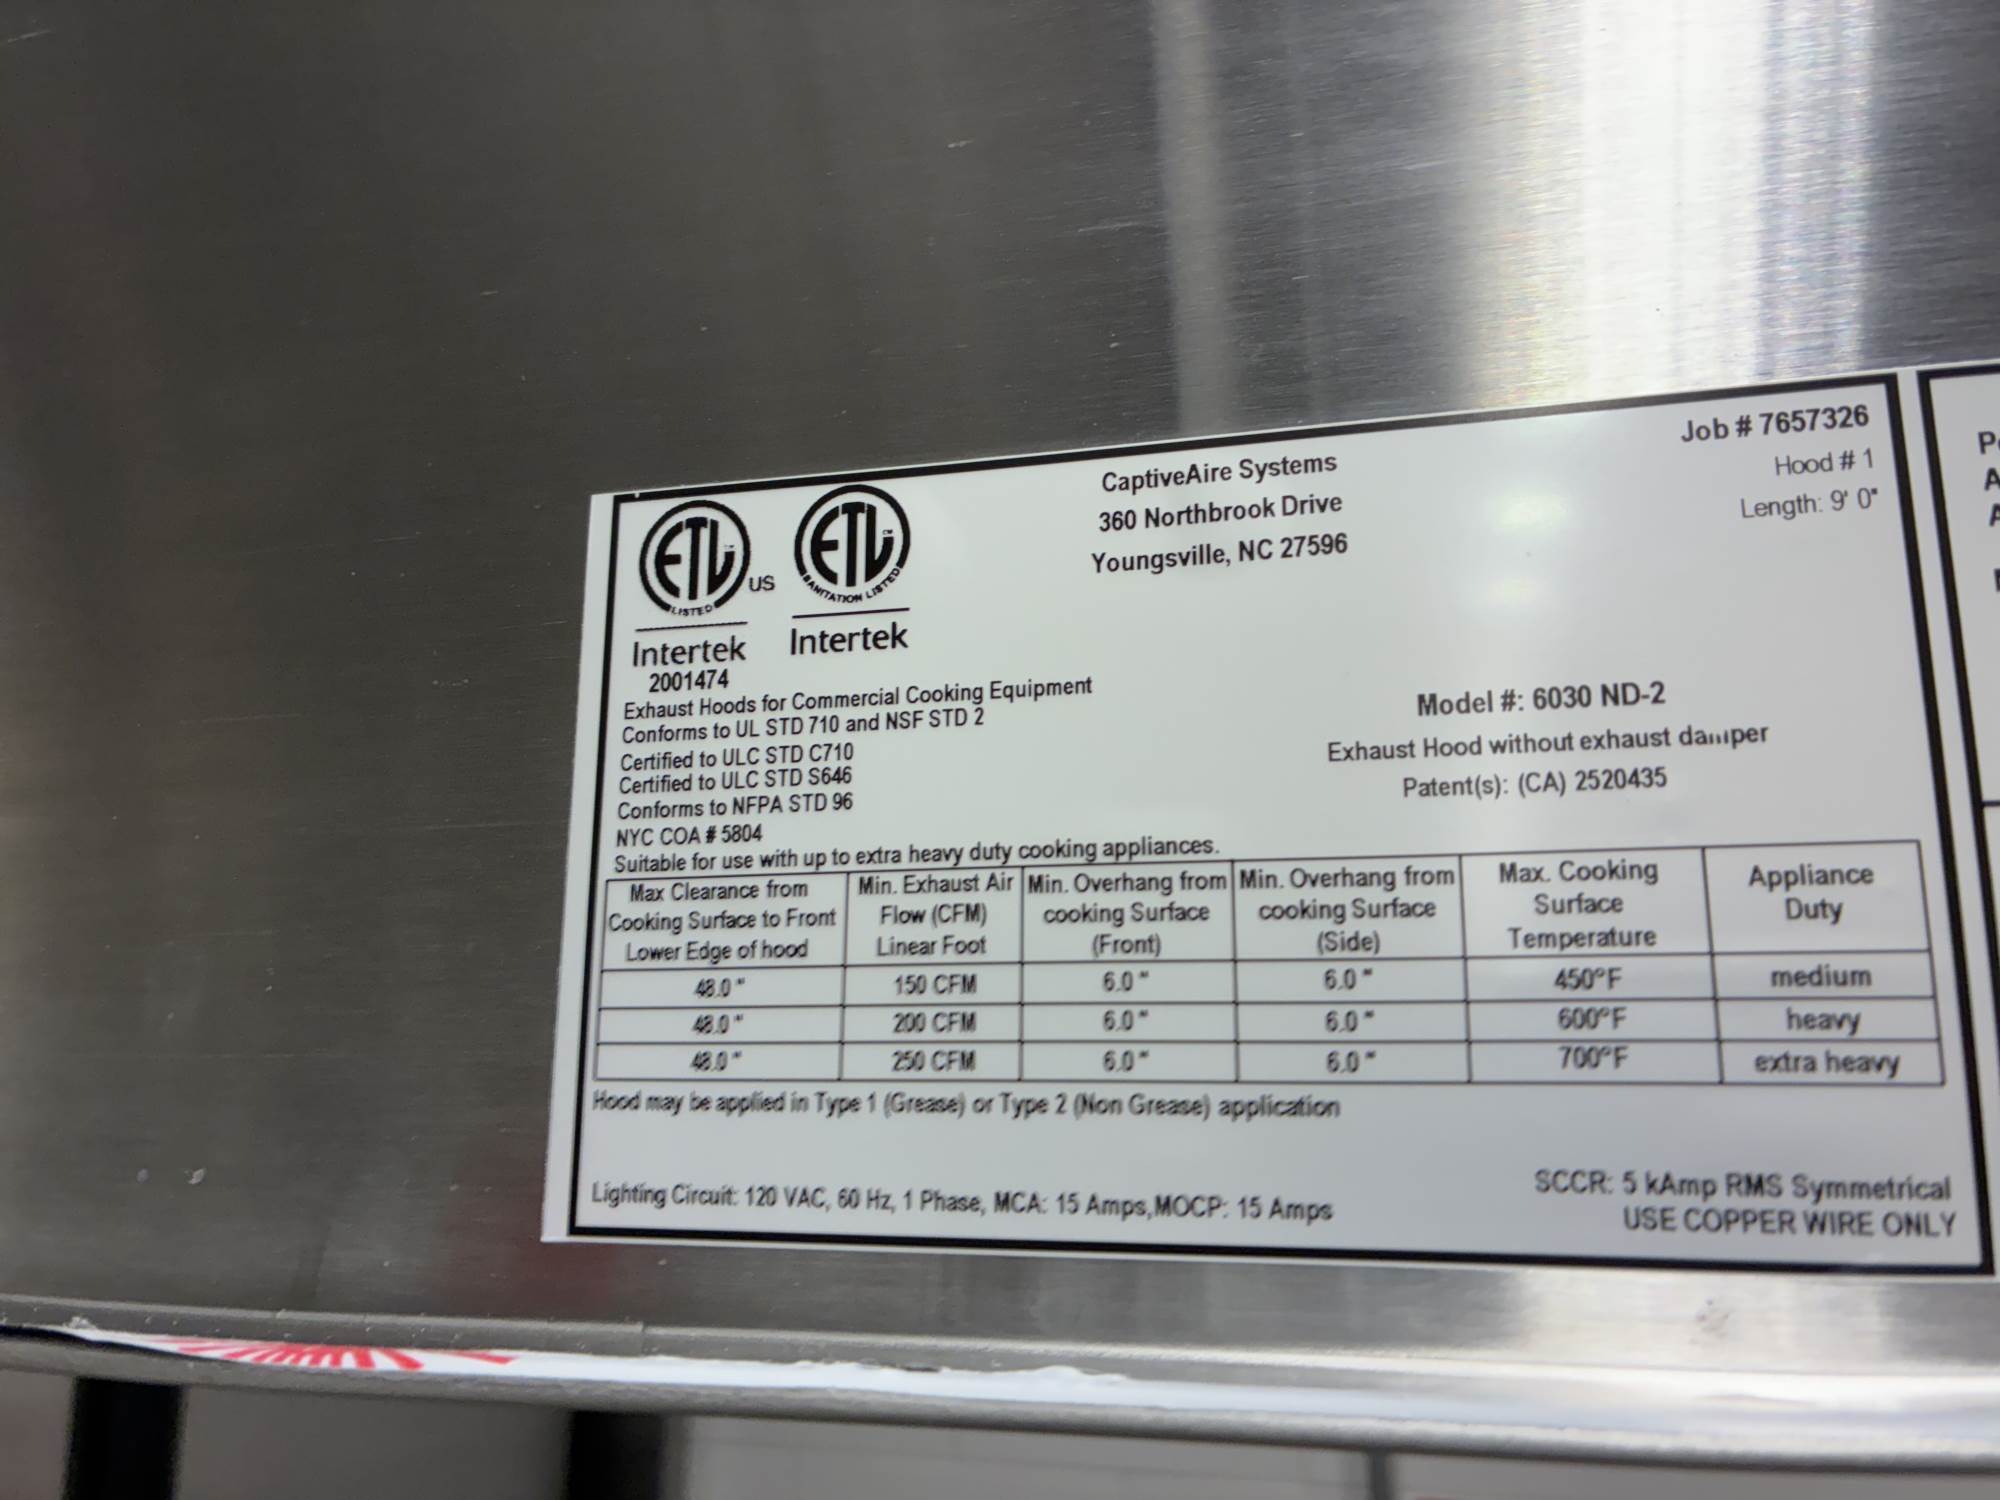 ETL
LISTED
US
Intertek
2001474
ETL
SANITATION LISTED
Intertek
CaptiveAire Systems
360 Northbrook Drive
Youngsville, NC 27596
Job # 7657326
Hood # 1
Length: 9' 0"
Exhaust Hoods for Commercial Cooking Equipment
Conforms to UL STD 710 and NSF STD 2
Certified to ULC STD C710
Certified to ULC STD S646
Conforms to NFPA STD 96
NYC COA # 5804
Suitable for use with up to extra heavy duty cooking appliances.
Model #: 6030 ND-2
Exhaust Hood without exhaust damper
Patent(s): (CA) 2520435
Max Clearance from
Cooking Surface to Front
Lower Edge of hood
Min. Exhaust Air
Flow (CFM)
Linear Foot
Min. Overhang from
cooking Surface
(Front)
Min. Overhang from
cooking Surface
(Side)
Max. Cooking
Surface
Temperature
Appliance
Duty
48.0 " 150 CFM 6.0 " 6.0 " 450°F medium
48.0 " 200 CFM 6.0 " 6.0 " 600°F heavy
48.0 " 250 CFM 6.0 " 6.0 " 700°F extra heavy
Hood may be applied in Type 1 (Grease) or Type 2 (Non Grease) application
Lighting Circuit: 120 VAC, 60 Hz, 1 Phase, MCA: 15 Amps, MOCP: 15 Amps
SCCR: 5 kAmp RMS Symmetrical
USE COPPER WIRE ONLY